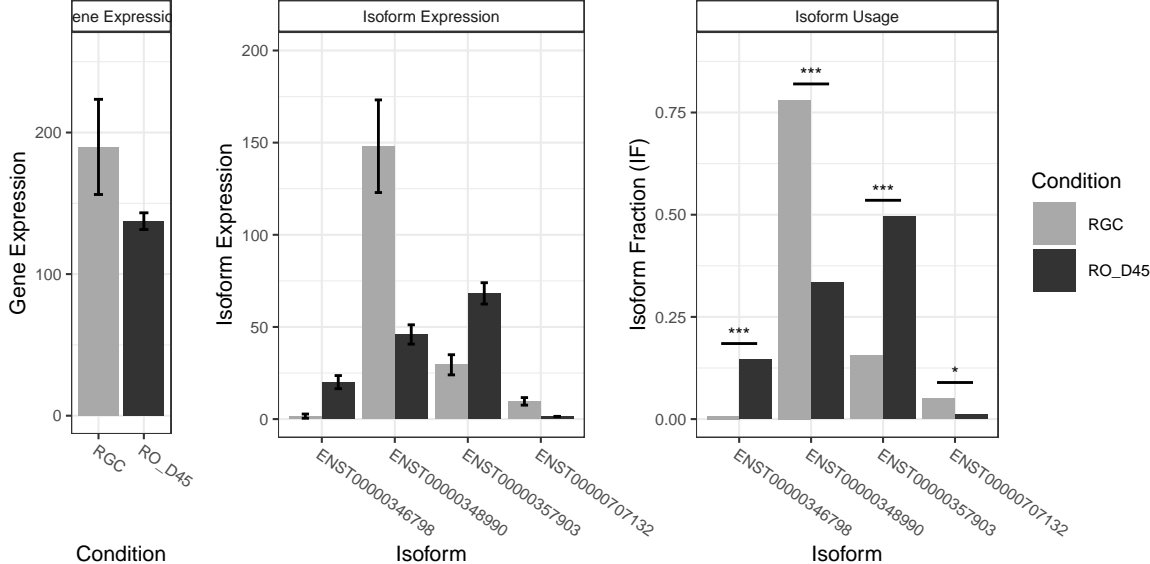 ene Expressio
Gene Expression
200
100
0
RGC
RO_D45
Condition
Isoform Expression
Isoform Expression
200
150
100
50
0
ENST00000346798
ENST00000348990
ENST00000357903
ENST00000707132
Isoform
Isoform Usage
Isoform Fraction (IF)
0.75
0.50
0.25
0.00
***
***
***
*
ENST00000346798
ENST00000348990
ENST00000357903
ENST00000707132
Isoform
Condition
RGC
RO_D45